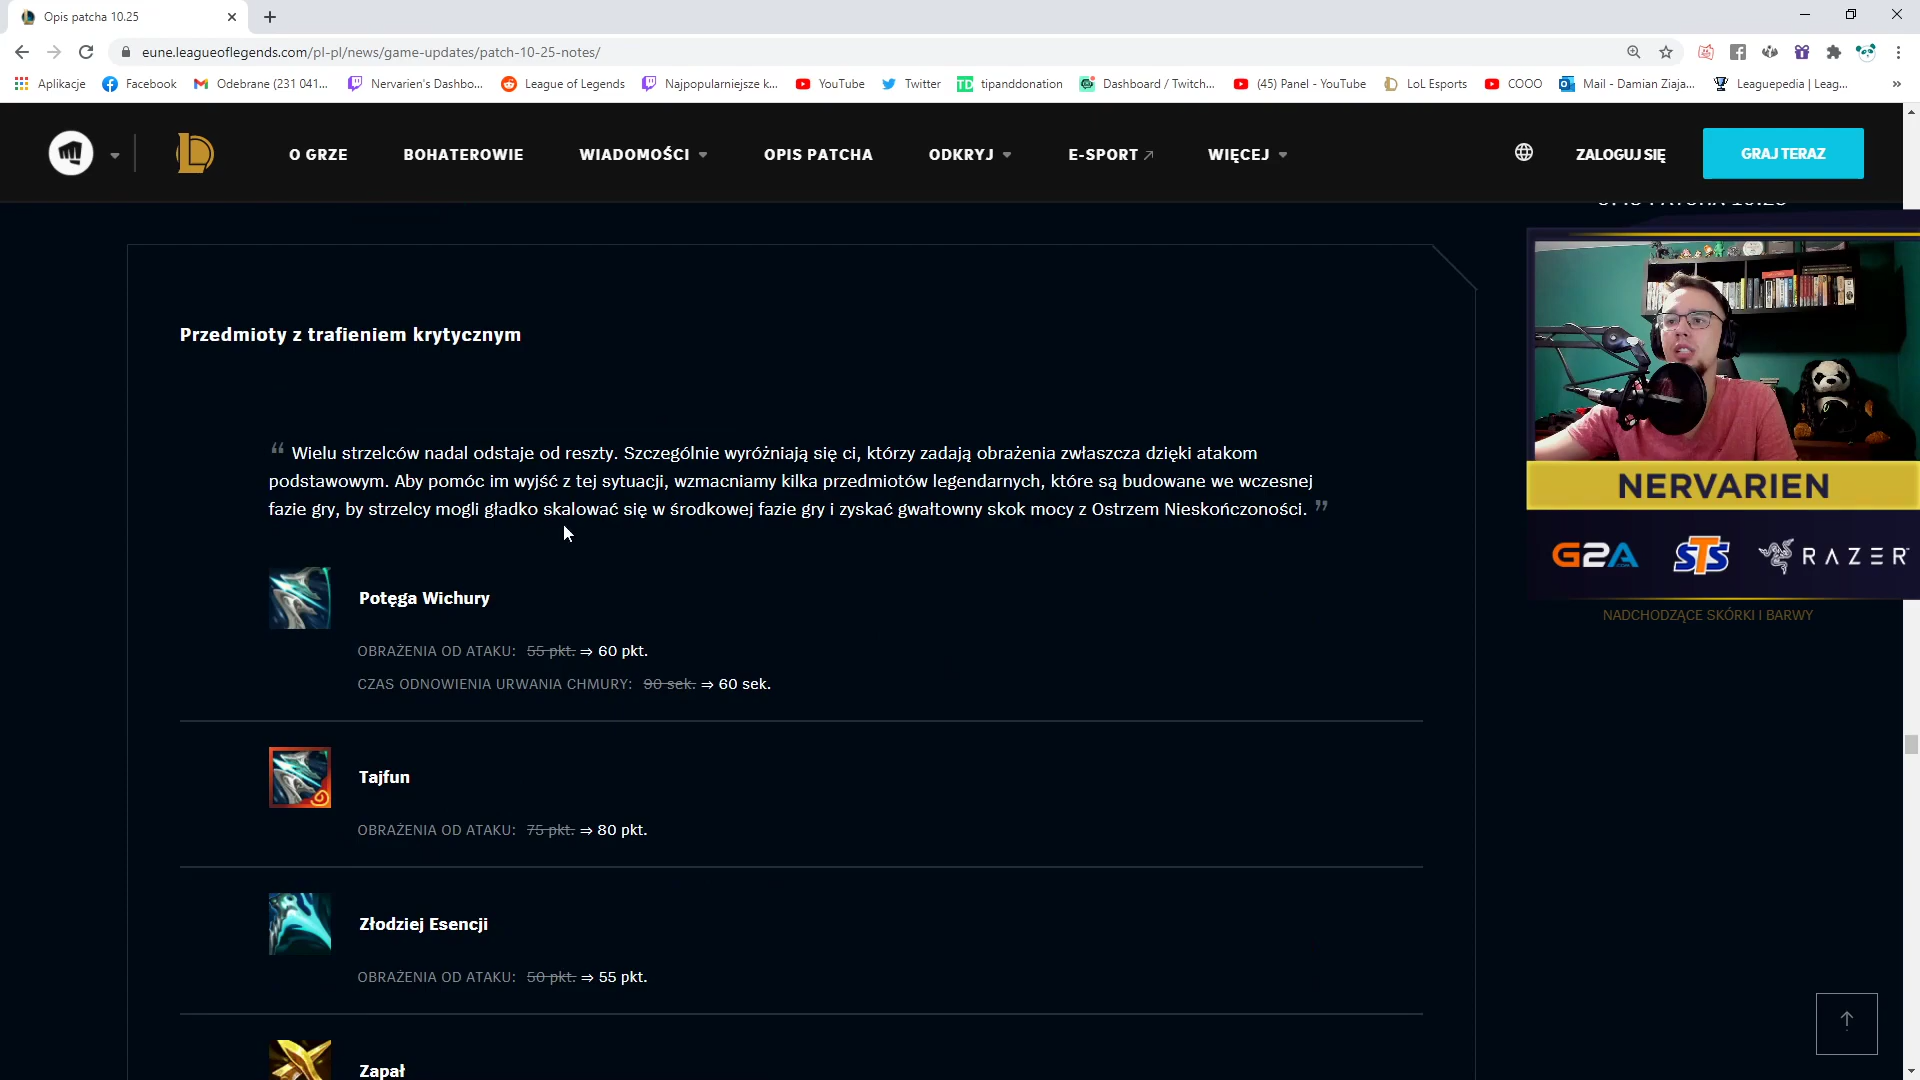 Opis patcha 10.25
eune.leagueoflegends.com/pl-pl/news/game-updates/patch-10-25-notes/
Aplikacje
Facebook
Odebrane (231 041...
Nervarien's Dashbo...
League of Legends
Najpopularniejsze k...
YouTube
Twitter
tipanddonation
Dashboard / Twitch...
(45) Panel - YouTube
LoL Esports
COOO
Mail - Damian Ziaja...
Leaguepedia | Leag...
»
O GRZE
BOHATEROWIE
WIADOMOŚCI
OPIS PATCHA
ODKRYJ
E-SPORT
WIĘCEJ
ZALOGUJ SIĘ
GRAJ TERAZ
OPIS PATCHA 10.25
Przedmioty z trafieniem krytycznym
“ Wielu strzelców nadal odstaje od reszty. Szczególnie wyróżniają się ci, którzy zadają obrażenia zwłaszcza dzięki atakom
podstawowym. Aby pomóc im wyjść z tej sytuacji, wzmacniamy kilka przedmiotów legendarnych, które są budowane we wczesnej
fazie gry, by strzelcy mogli gładko skalować się w środkowej fazie gry i zyskać gwałtowny skok mocy z Ostrzem Nieskończoności. ”
Potęga Wichury
OBRAŻENIA OD ATAKU: 55 pkt. ⇒ 60 pkt.
CZAS ODNOWIENIA URWANIA CHMURY: 90 sek. ⇒ 60 sek.
Tajfun
OBRAŻENIA OD ATAKU: 75 pkt. ⇒ 80 pkt.
Złodziej Esencji
OBRAŻENIA OD ATAKU: 50 pkt. ⇒ 55 pkt.
Zapał
NERVARIEN
G2A
STS
RAZER
NADCHODZĄCE SKÓRKI I BARWY